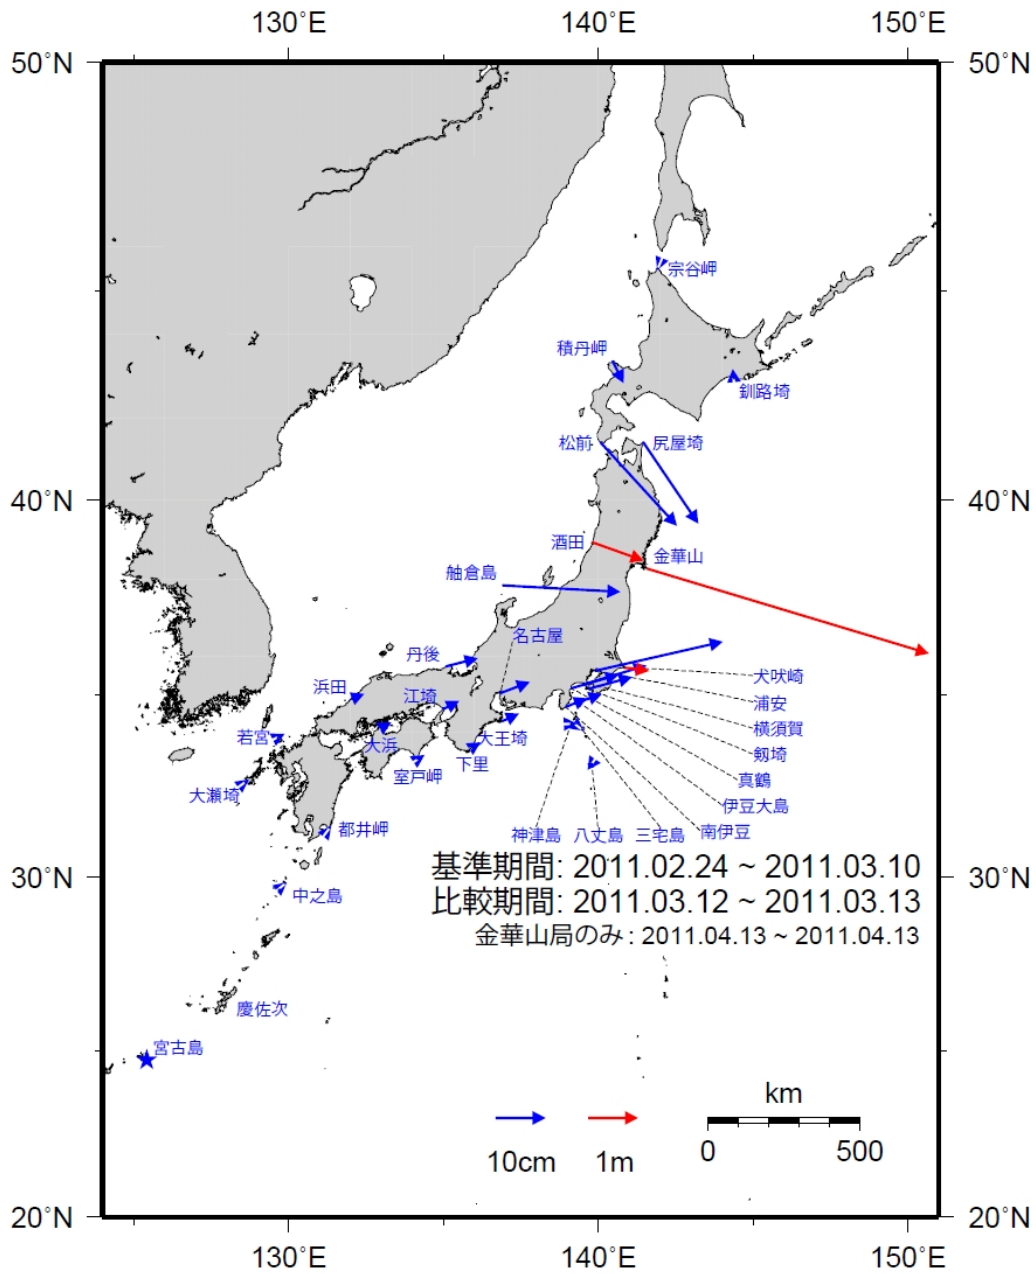 130°E 140°E 150°E
50°N 50°N
宗谷岬
積丹岬
釧路埼
松前 尻屋埼
40°N 40°N
酒田 金華山
舳倉島
名古屋
丹後
犬吠崎
浜田 江埼
浦安
横須賀
若宮 大浜 大王埼
剱埼
下里
室戸岬
真鶴
大瀬埼
伊豆大島
都井岬
神津島 八丈島 三宅島 南伊豆
基準期間: 2011.02.24 ~ 2011.03.10
30°N 30°N
中之島
比較期間: 2011.03.12 ~ 2011.03.13
金華山局のみ: 2011.04.13 ~ 2011.04.13
慶佐次
宮古島
km
10cm 1m
0 500
20°N 20°N
130°E 140°E 150°E